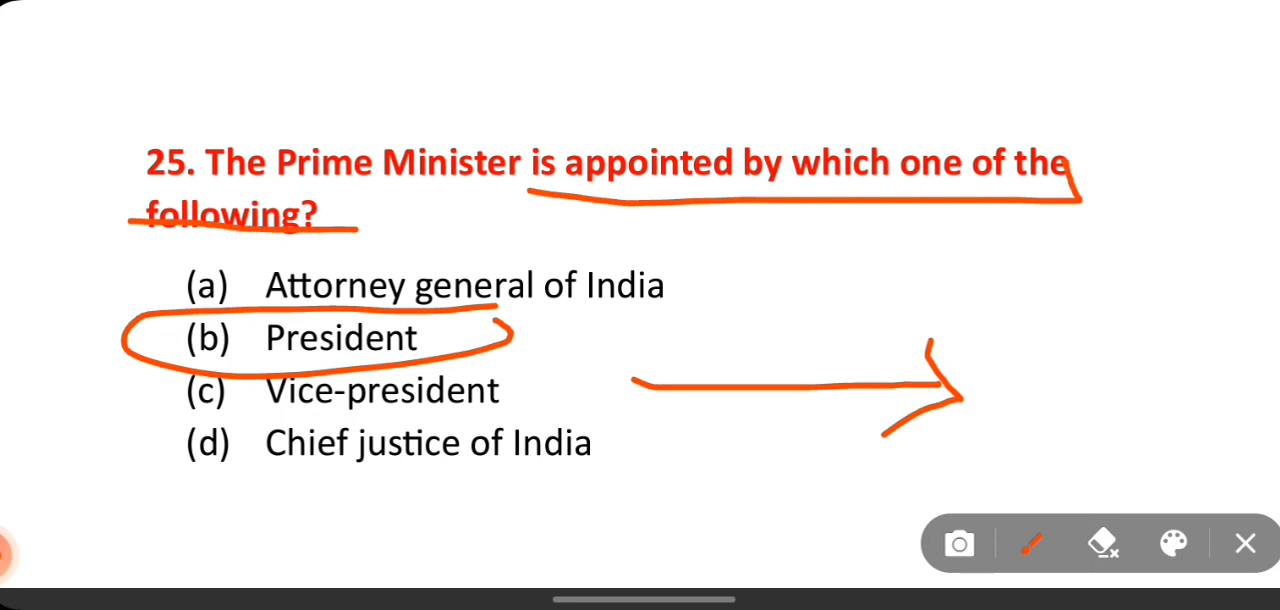 25. The Prime Minister is appointed by which one of the
following?
(a) Attorney general of India
(b) President
(c) Vice-president
(d) Chief justice of India